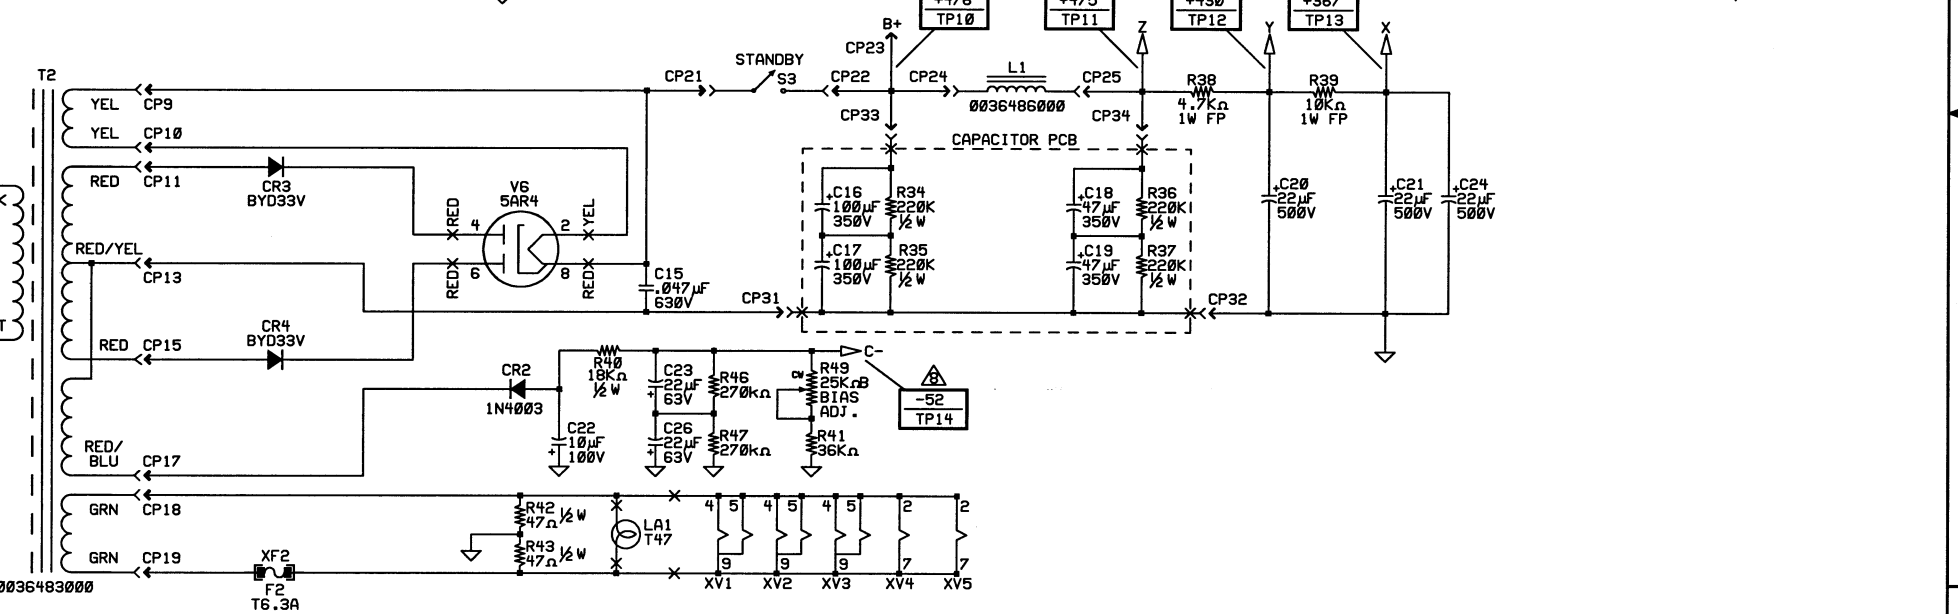 +476
TP10
+475
TP11
+430
TP12
+367
TP13
B+
Z
Y
X
CP23
STANDBY
S3
T2
CP21
CP22
CP24
L1
0036486000
CP25
R38
4.7KΩ
1W FP
R39
10KΩ
1W FP
YEL
CP9
YEL
CP10
CP33
CP34
CAPACITOR PCB
RED
CP11
CR3
BYD33V
V6
5AR4
RED
4
2
YEL
RED
6
8
RED
C16
100µF
350V
R34
220K
½ W
C18
47µF
350V
R36
220K
½ W
C20
22µF
500V
C21
22µF
500V
C24
22µF
500V
C17
100µF
350V
R35
220K
½ W
C19
47µF
350V
R37
220K
½ W
RED/YEL
CP13
C15
.047µF
630V
CP31
CP32
RED
CP15
CR4
BYD33V
CR2
1N4003
R40
18KΩ
½ W
C23
22µF
63V
R46
270kΩ
C-
CW
R49
25KΩB
BIAS
ADJ.
8
-52
TP14
C22
10µF
100V
C26
22µF
63V
R47
270kΩ
R41
36KΩ
RED/
BLU
CP17
GRN
CP18
R42
47Ω ½ W
R43
47Ω ½ W
LA1
T47
4 5
4 5
4 5
2
2
9
9
9
7
7
XV1
XV2
XV3
XV4
XV5
GRN
CP19
XF2
F2
T6.3A
0036483000